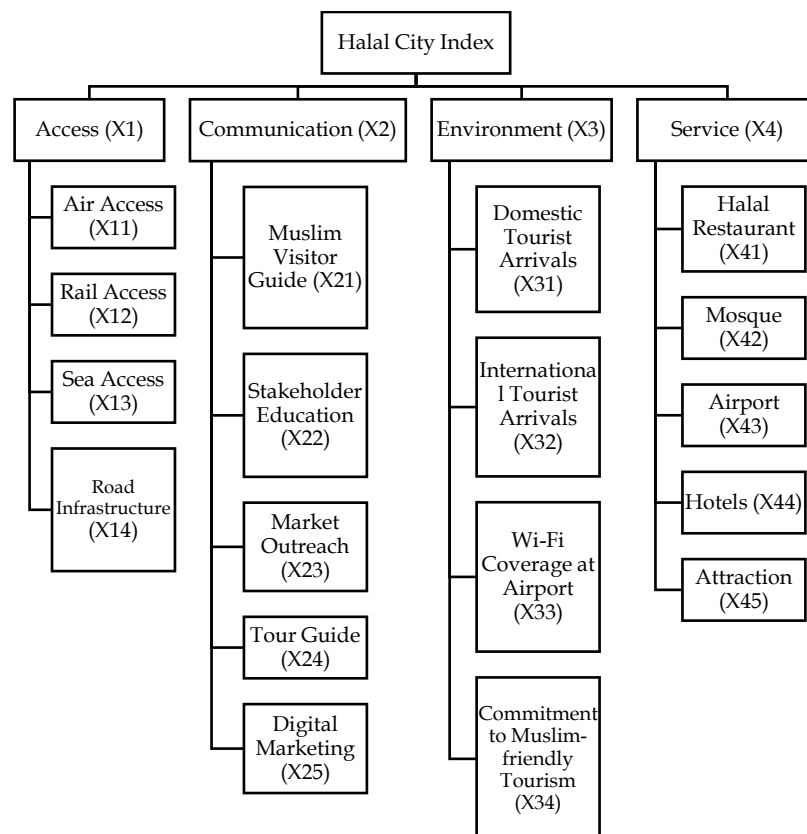 Halal City Index
Access (X1)
Air Access
(X11)
Rail Access
(X12)
Sea Access
(X13)
Road
Infrastructure
(X14)
Communication (X2)
Muslim
Visitor
Guide (X21)
Stakeholder
Education
(X22)
Market
Outreach
(X23)
Tour Guide
(X24)
Digital
Marketing
(X25)
Environment (X3)
Domestic
Tourist
Arrivals
(X31)
Internationa
l Tourist
Arrivals
(X32)
Wi-Fi
Coverage at
Airport
(X33)
Commitment
to Muslim-
friendly
Tourism
(X34)
Service (X4)
Halal
Restaurant
(X41)
Mosque
(X42)
Airport
(X43)
Hotels (X44)
Attraction
(X45)